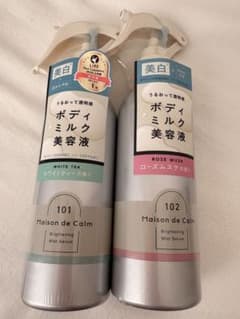 美白
うるおって透明感
ボディ
ミルク
美容液
WHITE TEA
ホワイトティーの香り
101
Maison de Calm
Brightening
Mist Serum
美白
うるおって透明感
ボディ
ミルク
美容液
ROSE MUSK
ローズムスクの香り
102
Maison de Calm
Brightening
Mist Serum